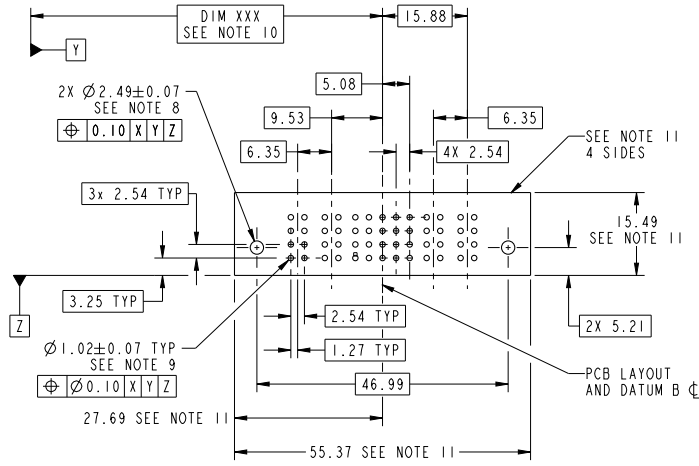 DIM XXX
SEE NOTE 10
15.88
Y
5.08
2X Ø2.49±0.07
SEE NOTE 8
⌖ 0.10 X Y Z
9.53
6.35
6.35
4X 2.54
SEE NOTE 11
4 SIDES
3x 2.54 TYP
15.49
SEE NOTE 11
3.25 TYP
Z
2.54 TYP
2X 5.21
Ø1.02±0.07 TYP
SEE NOTE 9
⌖ Ø0.10 X Y Z
1.27 TYP
46.99
PCB LAYOUT
AND DATUM B ℄
27.69 SEE NOTE 11
55.37 SEE NOTE 11